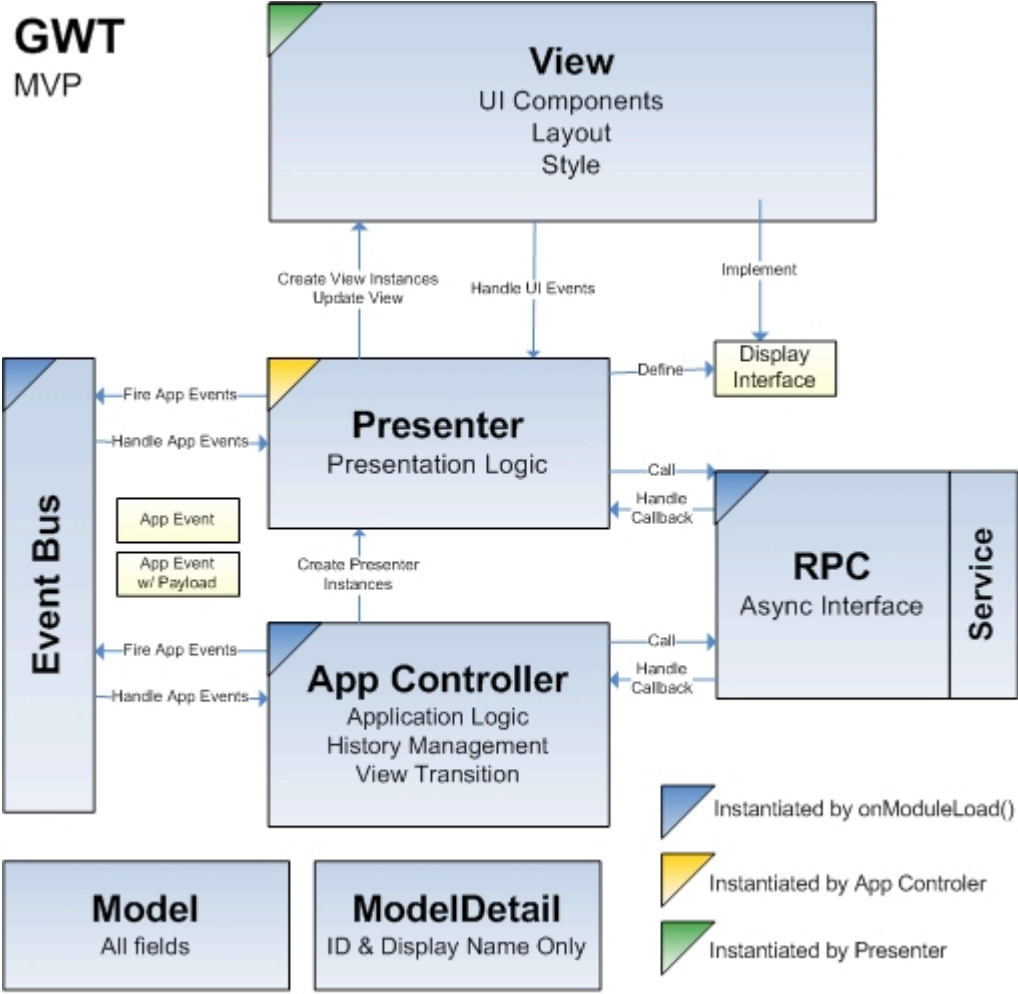 GWT
MVP
View
UI Components
Layout
Style
Create View Instances
Update View
Handle UI Events
Implement
Display
Interface
Define
Fire App Events
Handle App Events
Presenter
Presentation Logic
Call
Handle
Callback
App Event
App Event
w/ Payload
Event Bus
Create Presenter
Instances
RPC
Async Interface
Service
Fire App Events
Handle App Events
App Controller
Application Logic
History Management
View Transition
Call
Handle
Callback
Instantiated by onModuleLoad()
Instantiated by App Controler
Instantiated by Presenter
Model
All fields
ModelDetail
ID & Display Name Only